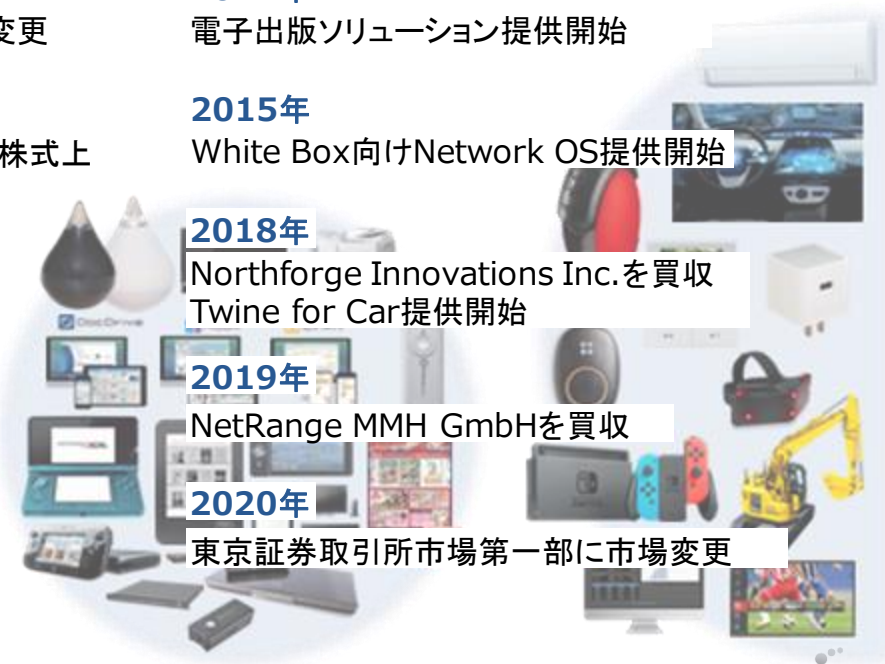 変更
株式上
電子出版ソリューション提供開始
2015年
White Box向けNetwork OS提供開始
2018年
Northforge Innovations Inc.を買収
Twine for Car提供開始
2019年
NetRange MMH GmbHを買収
2020年
東京証券取引所市場第一部に市場変更
DocDrive